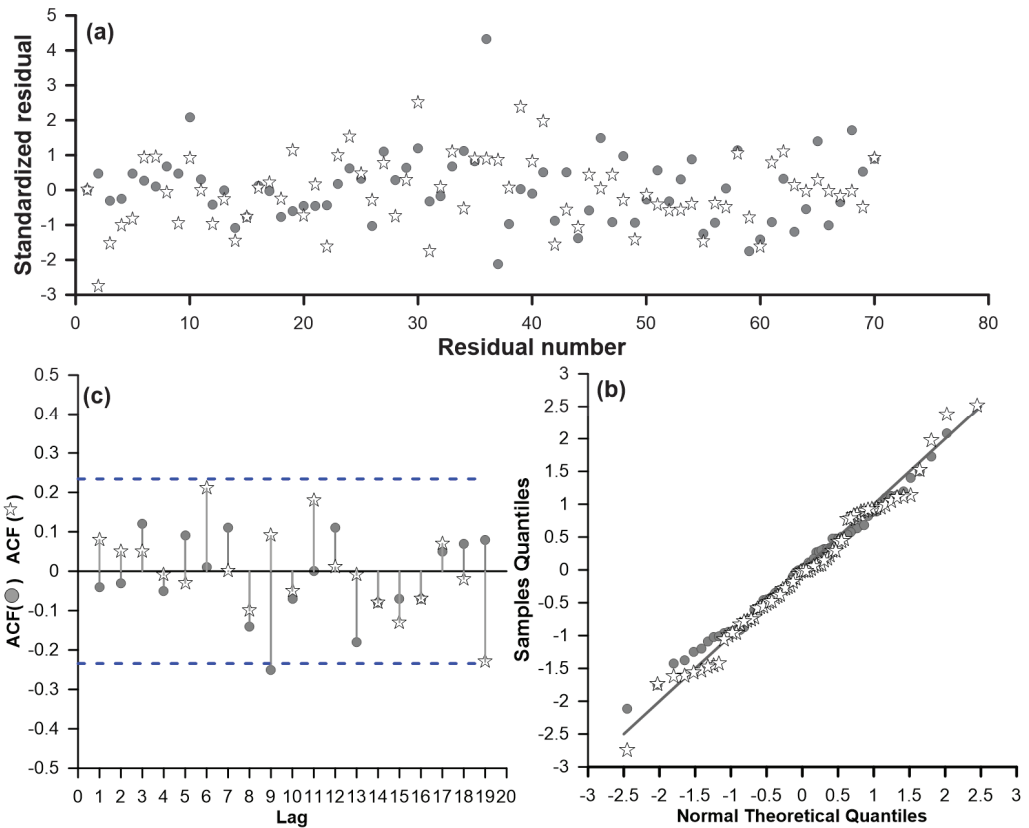 (a)
Standardized residual
5
4
3
2
1
0
-1
-2
-3
0 10 20 30 40 50 60 70 80
Residual number
(c)
ACF( ) ACF ( )
0.5
0.4
0.3
0.2
0.1
0
-0.1
-0.2
-0.3
-0.4
-0.5
0 1 2 3 4 5 6 7 8 9 10 11 12 13 14 15 16 17 18 19 20
Lag
(b)
Samples Quantiles
3
2.5
2
1.5
1
0.5
0
-0.5
-1
-1.5
-2
-2.5
-3
-3 -2.5 -2 -1.5 -1 -0.5 0 0.5 1 1.5 2 2.5 3
Normal Theoretical Quantiles